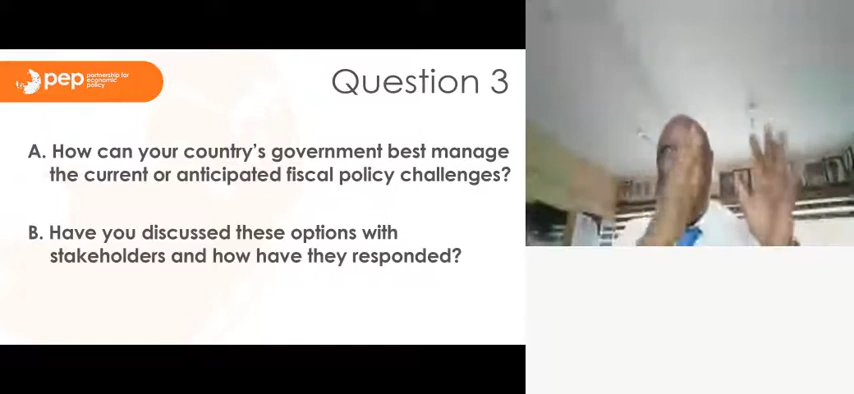 pep partnership for
economic
policy
Question 3
A. How can your country's government best manage
the current or anticipated fiscal policy challenges?
B. Have you discussed these options with
stakeholders and how have they responded?